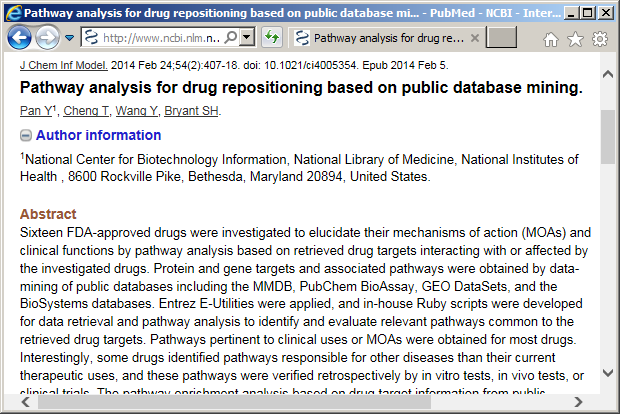 Pathway analysis for drug repositioning based on public database mi... - PubMed - NCBI - Inter...
http://www.ncbi.nlm.n..
Pathway analysis for drug re...
J Chem Inf Model. 2014 Feb 24;54(2):407-18. doi: 10.1021/ci4005354. Epub 2014 Feb 5.
Pathway analysis for drug repositioning based on public database mining.
Pan Y¹, Cheng T, Wang Y, Bryant SH.
Author information
¹National Center for Biotechnology Information, National Library of Medicine, National Institutes of
Health , 8600 Rockville Pike, Bethesda, Maryland 20894, United States.
Abstract
Sixteen FDA-approved drugs were investigated to elucidate their mechanisms of action (MOAs) and
clinical functions by pathway analysis based on retrieved drug targets interacting with or affected by
the investigated drugs. Protein and gene targets and associated pathways were obtained by data-
mining of public databases including the MMDB, PubChem BioAssay, GEO DataSets, and the
BioSystems databases. Entrez E-Utilities were applied, and in-house Ruby scripts were developed
for data retrieval and pathway analysis to identify and evaluate relevant pathways common to the
retrieved drug targets. Pathways pertinent to clinical uses or MOAs were obtained for most drugs.
Interestingly, some drugs identified pathways responsible for other diseases than their current
therapeutic uses, and these pathways were verified retrospectively by in vitro tests, in vivo tests, or
clinical trials. The pathway enrichment analysis based on drug target information from public